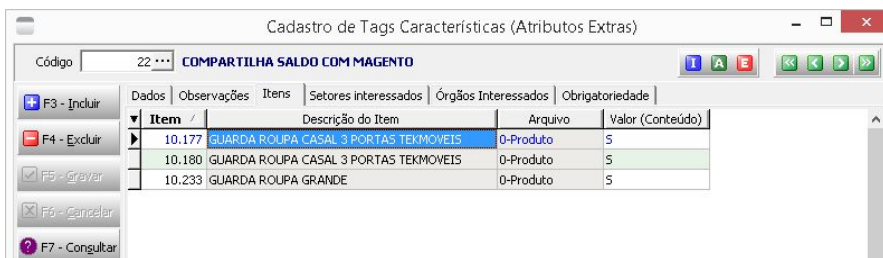 Cadastro de Tags Características (Atributos Extras)
Código 22 ... COMPARTILHA SALDO COM MAGENTO I A E
F3 - Incluir
F4 - Excluir
F5 - Gravar
F6 - Cancelar
F7 - Consultar
Dados Observações Itens Setores interessados Órgãos Interessados Obrigatoriedade
Item Descrição do Item Arquivo Valor (Conteúdo)
10.177 GUARDA ROUPA CASAL 3 PORTAS TEKMOVEIS 0-Produto S
10.180 GUARDA ROUPA CASAL 3 PORTAS TEKMOVEIS 0-Produto S
10.233 GUARDA ROUPA GRANDE 0-Produto S